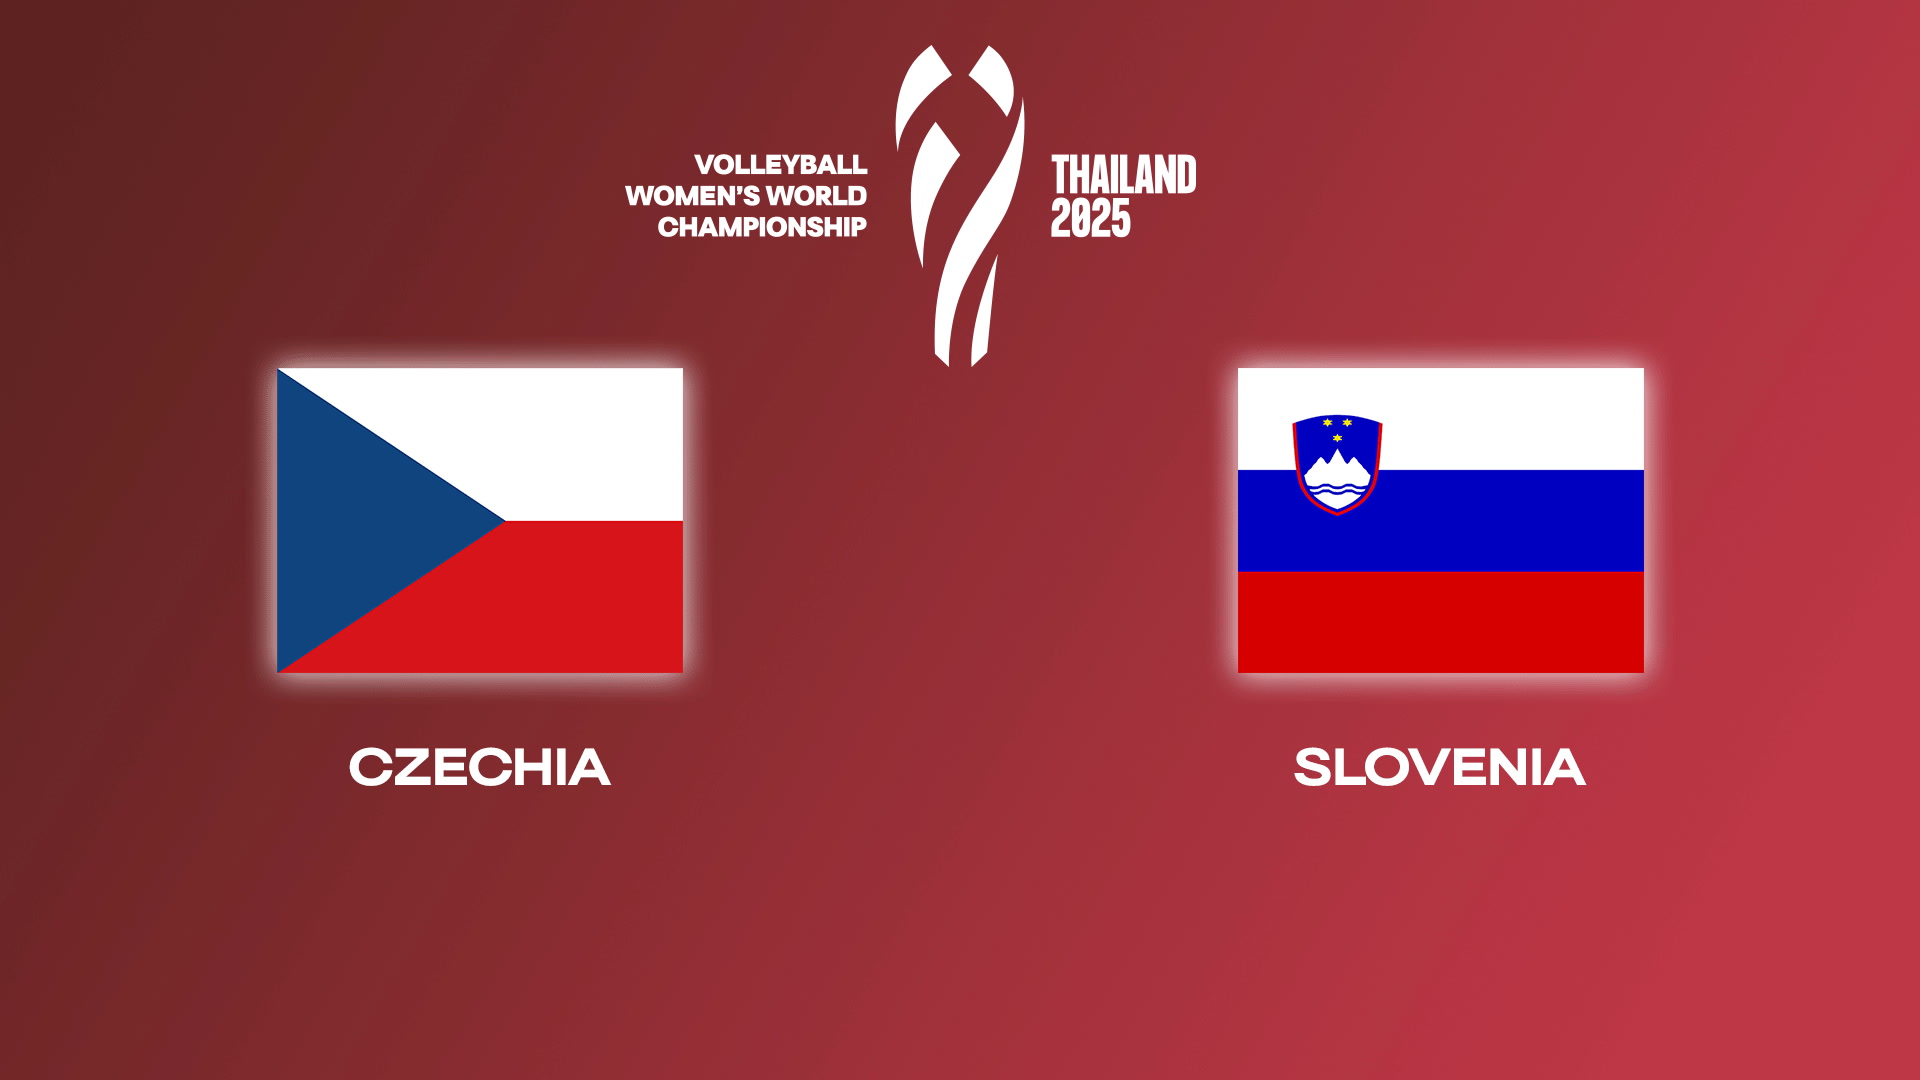 VOLLEYBALL
WOMEN'S WORLD
CHAMPIONSHIP
THAILAND
2025
CZECHIA
SLOVENIA